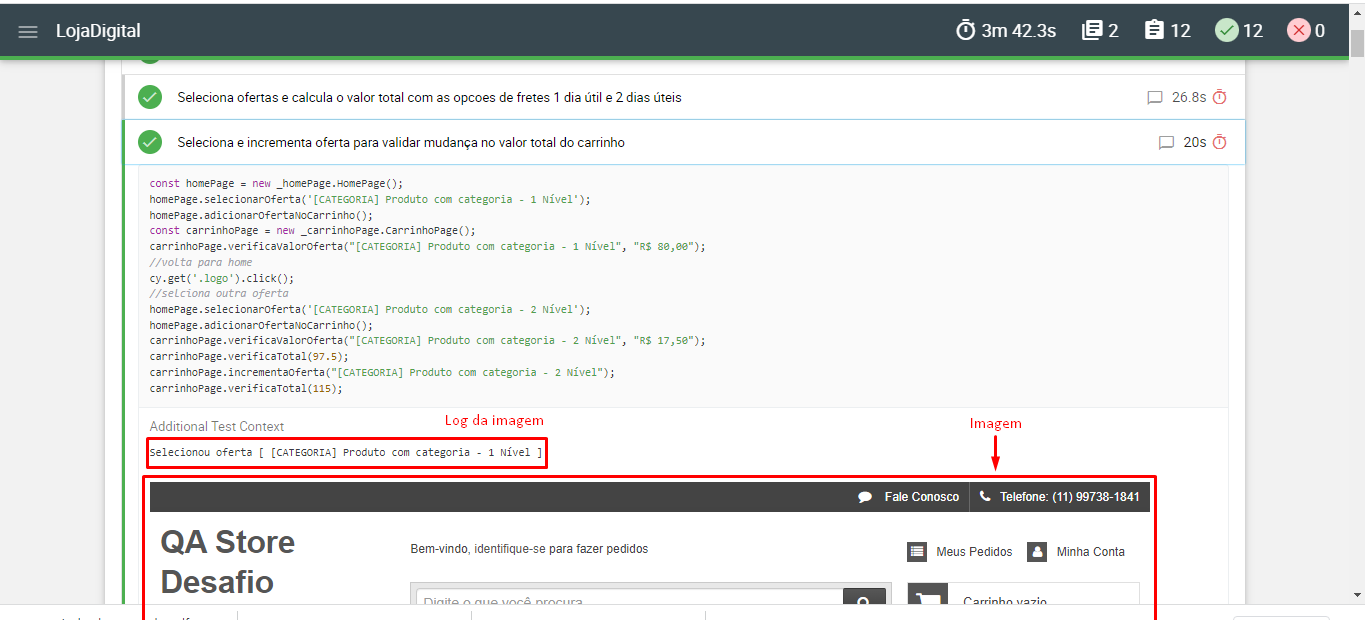 LojaDigital 3m 42.3s 2 12 12 0
Seleciona ofertas e calcula o valor total com as opcoes de fretes 1 dia útil e 2 dias úteis 26.8s
Seleciona e incrementa oferta para validar mudança no valor total do carrinho 20s
const homePage = new _homePage.HomePage();
homePage.selecionarOferta('[CATEGORIA] Produto com categoria - 1 Nível');
homePage.adicionarOfertaNoCarrinho();
const carrinhoPage = new _carrinhoPage.CarrinhoPage();
carrinhoPage.verificaValorOferta("[CATEGORIA] Produto com categoria - 1 Nível", "R$ 80,00");
//volta para home
cy.get('.logo').click();
//selciona outra oferta
homePage.selecionarOferta('[CATEGORIA] Produto com categoria - 2 Nível');
homePage.adicionarOfertaNoCarrinho();
carrinhoPage.verificaValorOferta("[CATEGORIA] Produto com categoria - 2 Nível", "R$ 17,50");
carrinhoPage.verificaTotal(97.5);
carrinhoPage.incrementaOferta("[CATEGORIA] Produto com categoria - 2 Nível");
carrinhoPage.verificaTotal(115);
Additional Test Context
Log da imagem
Imagem
Selecionou oferta [ [CATEGORIA] Produto com categoria - 1 Nível ]
Fale Conosco Telefone: (11) 99738-1841
QA Store
Desafio
Bem-vindo, identifique-se para fazer pedidos
Meus Pedidos Minha Conta
Digite o que você procura
Carrinho vazio